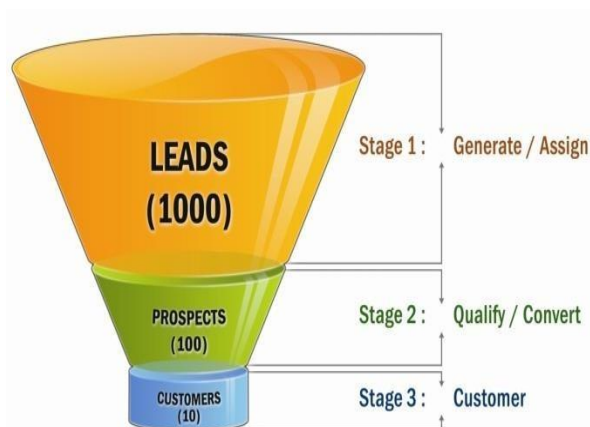 LEADS
(1000)
Stage 1 : Generate / Assign
PROSPECTS
(100)
Stage 2 : Qualify / Convert
CUSTOMERS
(10)
Stage 3 : Customer